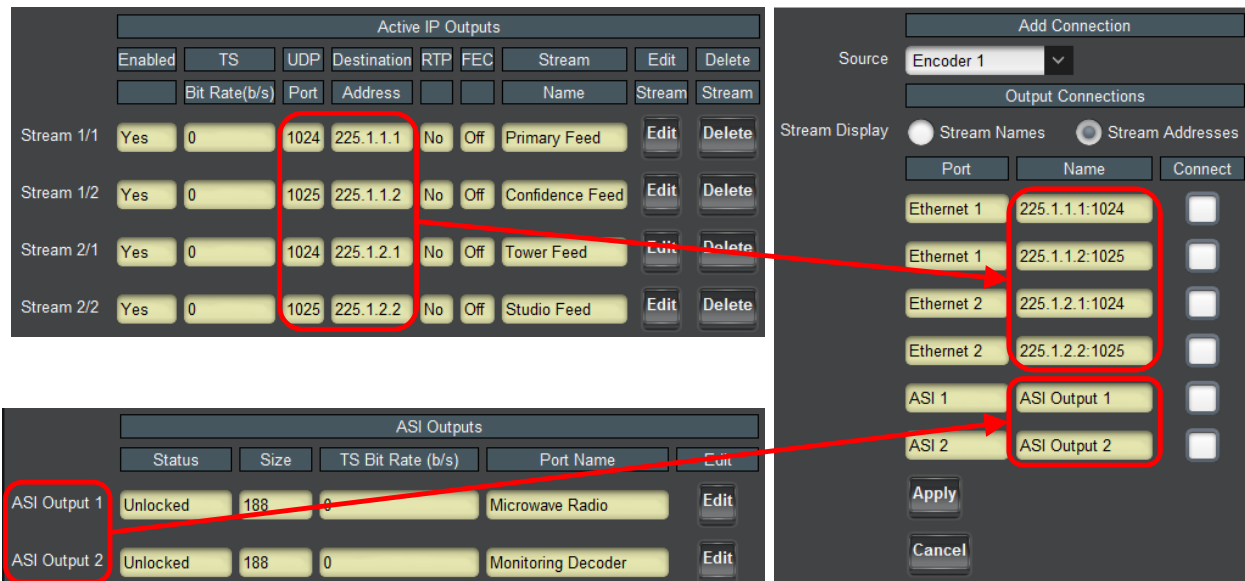 Active IP Outputs
Enabled TS UDP Destination RTP FEC Stream Edit Delete
Bit Rate(b/s) Port Address Name Stream Stream
Stream 1/1 Yes 0 1024 225.1.1.1 No Off Primary Feed Edit Delete
Stream 1/2 Yes 0 1025 225.1.1.2 No Off Confidence Feed Edit Delete
Stream 2/1 Yes 0 1024 225.1.2.1 No Off Tower Feed Edit Delete
Stream 2/2 Yes 0 1025 225.1.2.2 No Off Studio Feed Edit Delete
ASI Outputs
Status Size TS Bit Rate (b/s) Port Name Edit
ASI Output 1 Unlocked 188 0 Microwave Radio Edit
ASI Output 2 Unlocked 188 0 Monitoring Decoder Edit
Add Connection
Source Encoder 1
Output Connections
Stream Display Stream Names Stream Addresses
Port Name Connect
Ethernet 1 225.1.1.1:1024
Ethernet 1 225.1.1.2:1025
Ethernet 2 225.1.2.1:1024
Ethernet 2 225.1.2.2:1025
ASI 1 ASI Output 1
ASI 2 ASI Output 2
Apply
Cancel